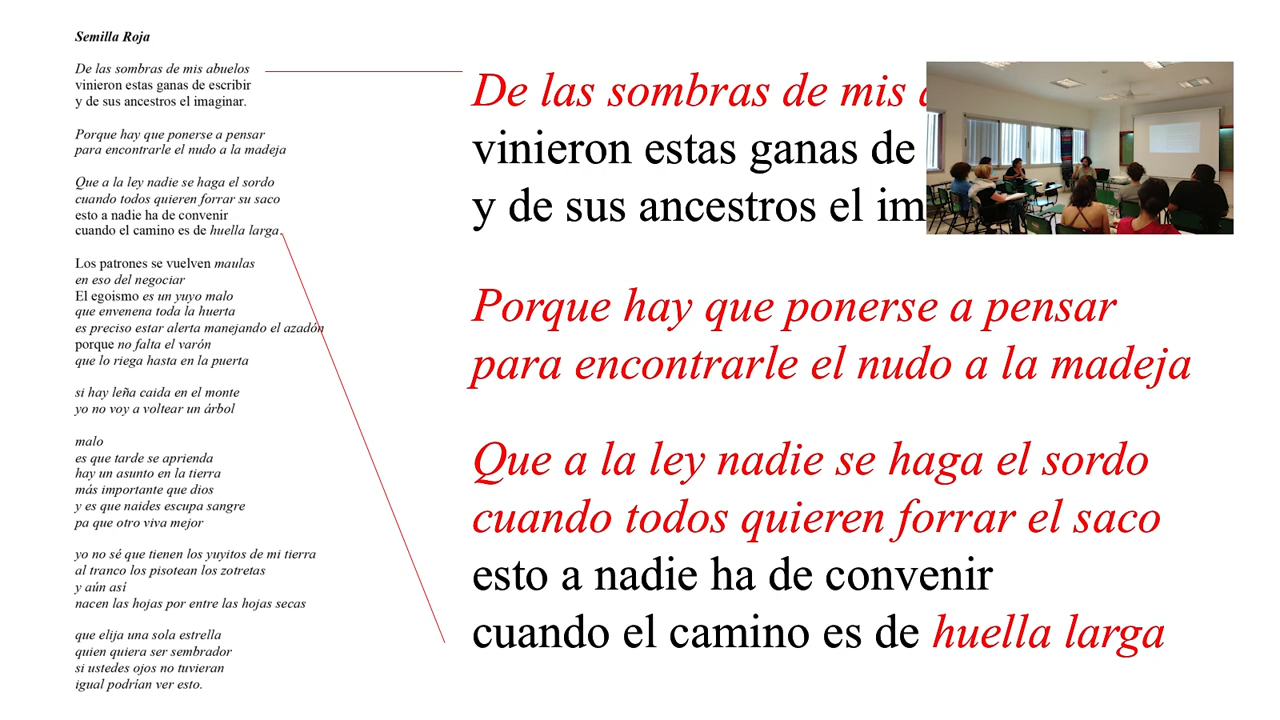 Semilla Roja
De las sombras de mis abuelos
vinieron estas ganas de escribir
y de sus ancestros el imaginar.
Porque hay que ponerse a pensar
para encontrarle el nudo a la madeja
Que a la ley nadie se haga el sordo
cuando todos quieren forrar su saco
esto a nadie ha de convenir
cuando el camino es de huella larga.
Los patrones se vuelven maulas
en eso del negociar
El egoismo es un yuyo malo
que envenena toda la huerta
es preciso estar alerta manejando el azadón
porque no falta el varón
que lo riega hasta en la puerta
si hay leña caida en el monte
yo no voy a voltear un árbol
malo
es que tarde se aprienda
hay un asunto en la tierra
más importante que dios
y es que naides escupa sangre
pa que otro viva mejor
yo no sé que tienen los yuyitos de mi tierra
al tranco los pisotean los zotretas
y aún así
nacen las hojas por entre las hojas secas
que elija una sola estrella
quien quiera ser sembrador
si ustedes ojos no tuvieran
igual podrían ver esto.
De las sombras de mis
vinieron estas ganas de
y de sus ancestros el im
Porque hay que ponerse a pensar
para encontrarle el nudo a la madeja
Que a la ley nadie se haga el sordo
cuando todos quieren forrar el saco
esto a nadie ha de convenir
cuando el camino es de huella larga